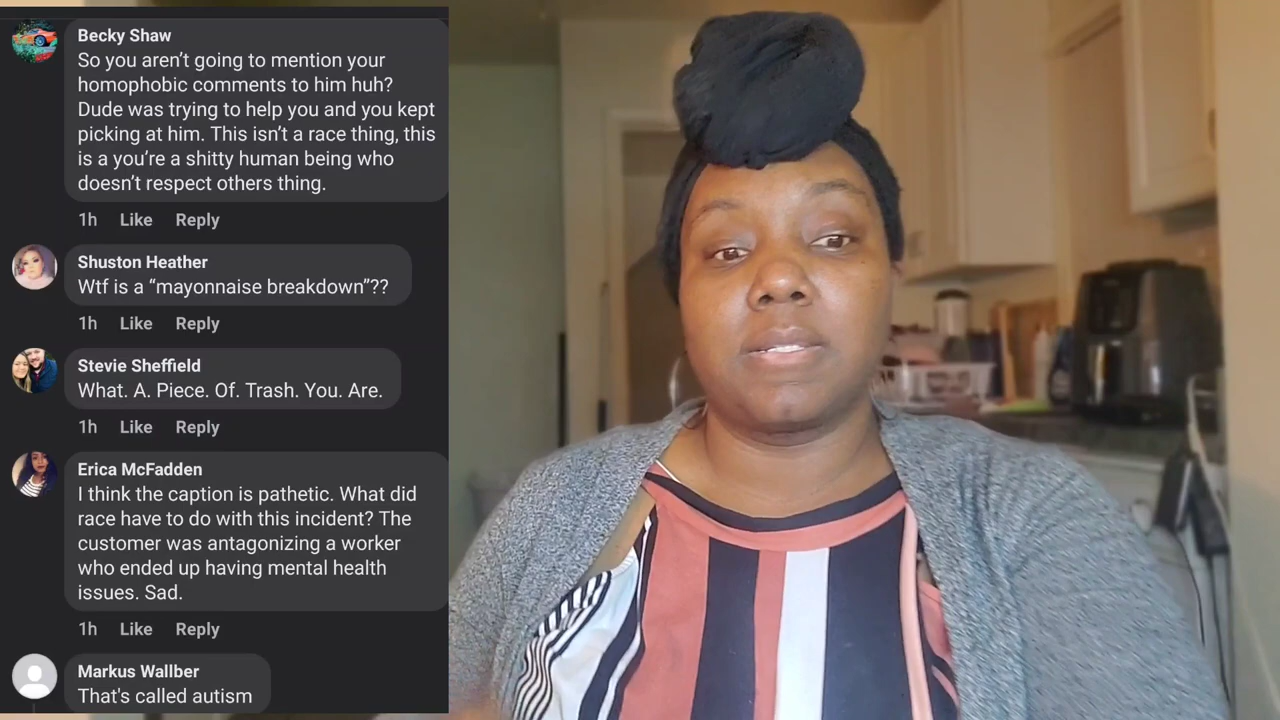 Becky Shaw
So you aren’t going to mention your
homophobic comments to him huh?
Dude was trying to help you and you kept
picking at him. This isn’t a race thing, this
is a you’re a shitty human being who
doesn’t respect others thing.
1h Like Reply
Shuston Heather
Wtf is a “mayonnaise breakdown”??
1h Like Reply
Stevie Sheffield
What. A. Piece. Of. Trash. You. Are.
1h Like Reply
Erica McFadden
I think the caption is pathetic. What did
race have to do with this incident? The
customer was antagonizing a worker
who ended up having mental health
issues. Sad.
1h Like Reply
Markus Wallber
That's called autism